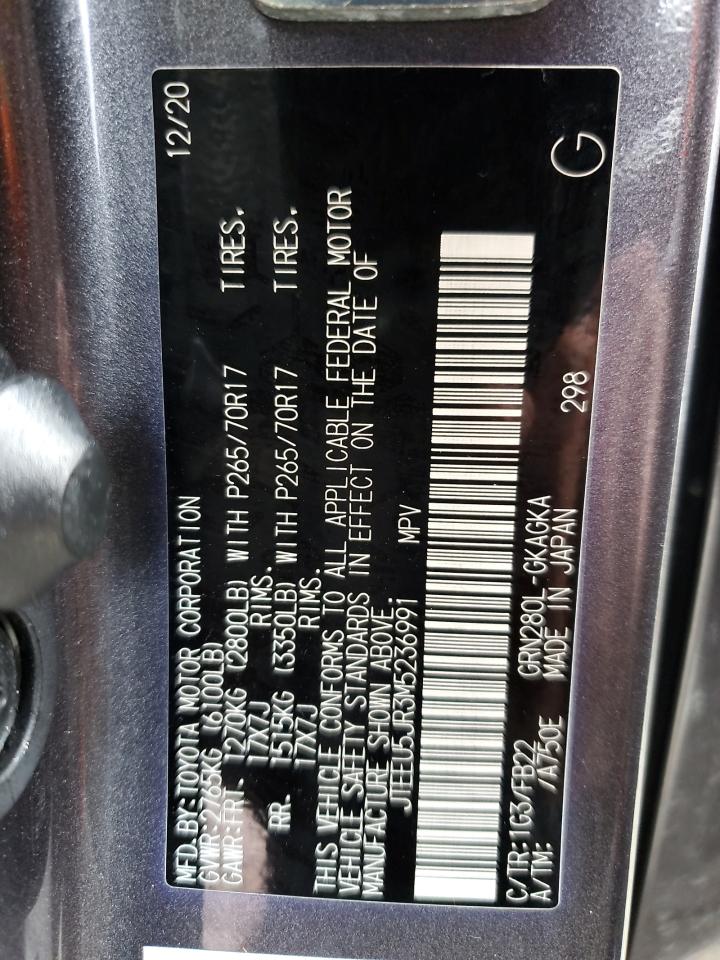 MFD.BY:TOYOTA MOTOR CORPORATION 12/20
GVWR:2765KG (6100LB)
GAWR:FRT. 1270KG (2800LB) WITH P265/70R17 TIRES,
17X7J RIMS.
RR. 1515KG (3350LB) WITH P265/70R17 TIRES,
17X7J RIMS.
THIS VEHICLE CONFORMS TO ALL APPLICABLE FEDERAL MOTOR
VEHICLE SAFETY STANDARDS IN EFFECT ON THE DATE OF
MANUFACTURE SHOWN ABOVE.
JTEEU5JR3M5236991 MPV
C/TR:1G3/FB22 GRN280L-GKAGKA 298 G
A/TM: /A750E MADE IN JAPAN